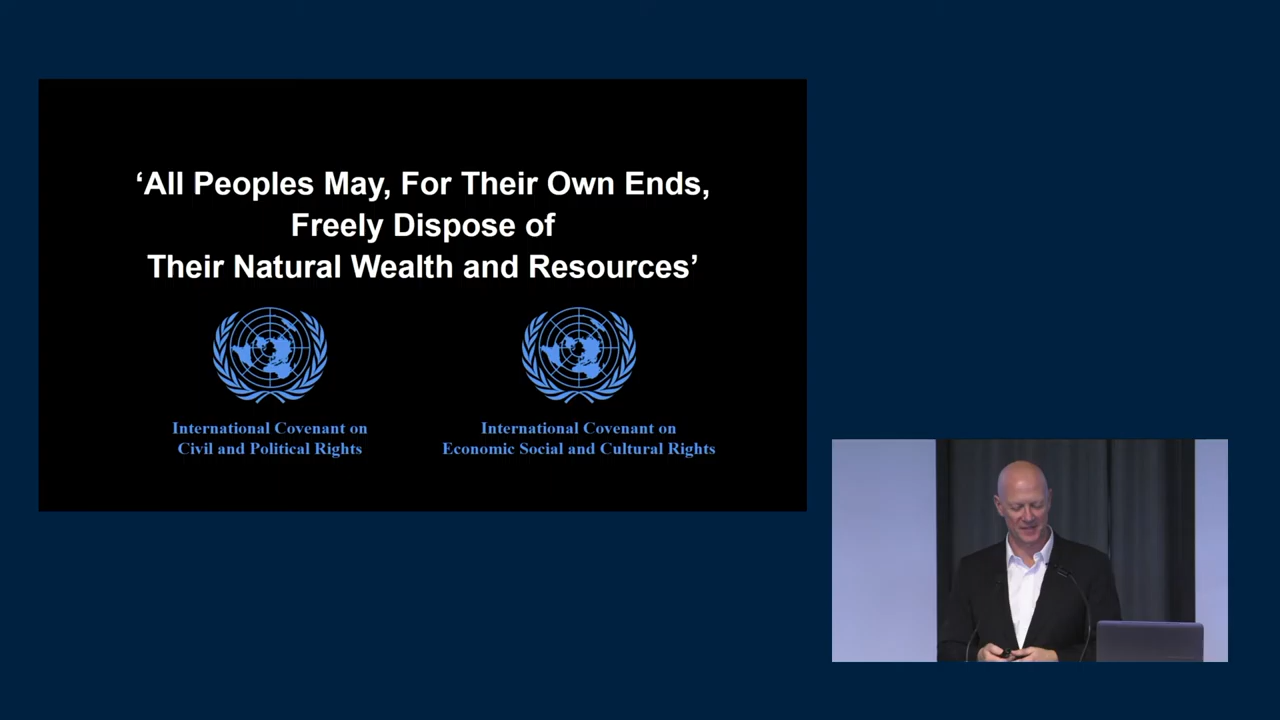 ‘All Peoples May, For Their Own Ends,
Freely Dispose of
Their Natural Wealth and Resources’
International Covenant on
Civil and Political Rights
International Covenant on
Economic Social and Cultural Rights